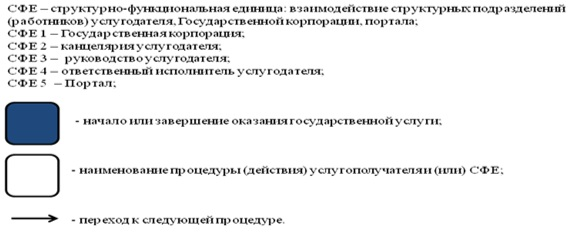 СФЕ – структурно-функциональная единица: взаимодействие структурных подразделений
(работников) услугодателя, Государственной корпорации, портала;
СФЕ 1 – Государственная корпорация;
СФЕ 2 – канцелярия услугодателя;
СФЕ 3 – руководство услугодателя;
СФЕ 4 – ответственный исполнитель услугодателя;
СФЕ 5 – Портал;
- начало или завершение оказания государственной услуги;
- наименование процедуры (действия) услугополучателя и (или) СФЕ;
- переход к следующей процедуре.